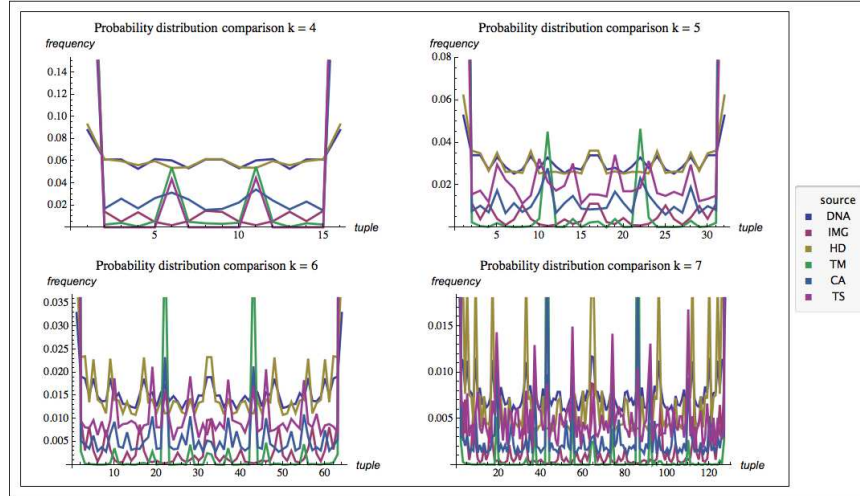 Probability distribution comparison k = 4
frequency
0.14
0.12
0.10
0.08
0.06
0.04
0.02
5
10
15
tuple
Probability distribution comparison k = 5
frequency
0.08
0.06
0.04
0.02
5
10
15
20
25
30
tuple
Probability distribution comparison k = 6
frequency
0.035
0.030
0.025
0.020
0.015
0.010
0.005
10
20
30
40
50
60
tuple
Probability distribution comparison k = 7
frequency
0.015
0.010
0.005
20
40
60
80
100
120
tuple
source
DNA
IMG
HD
TM
CA
TS